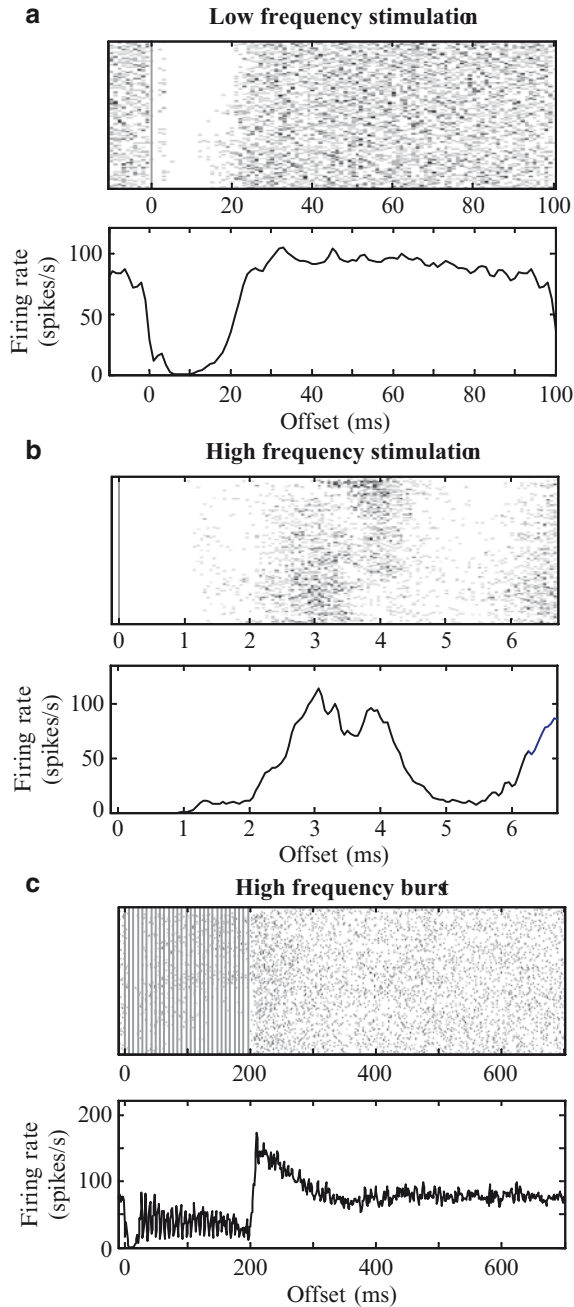 a
Low frequency stimulation
0 20 40 60 80 100
100
50
0
Firing rate
(spikes/s)
0 20 40 60 80 100
Offset (ms)
b
High frequency stimulation
0 1 2 3 4 5 6
100
50
0
Firing rate
(spikes/s)
0 1 2 3 4 5 6
Offset (ms)
c
High frequency burst
0 200 400 600
200
100
0
Firing rate
(spikes/s)
0 200 400 600
Offset (ms)